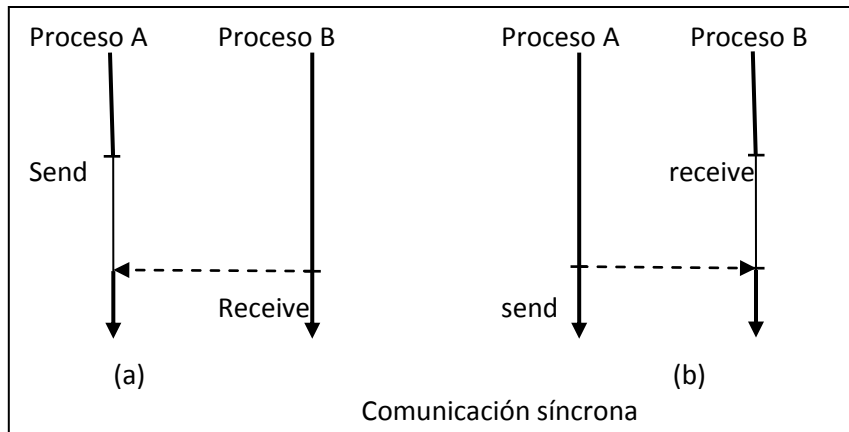 Proceso A Proceso B Proceso A Proceso B
Send receive
Receive send
(a) (b)
Comunicación síncrona